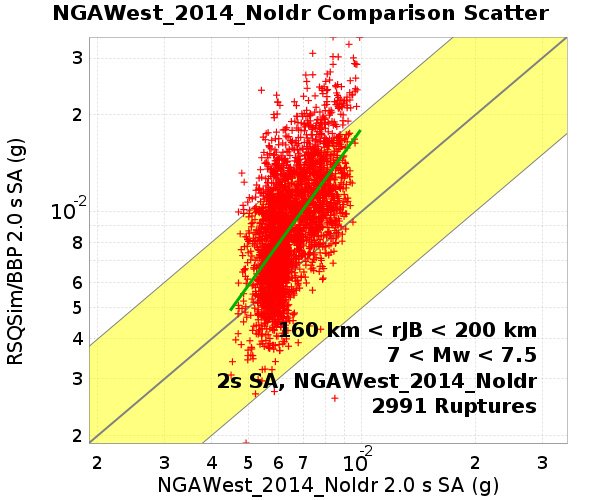 NGAWest_2014_NoIdr Comparison Scatter
RSQSim/BBP 2.0 s SA (g)
3
2
10-2
8
6
5
4
3
2
160 km < rJB < 200 km
7 < Mw < 7.5
2s SA, NGAWest_2014_NoIdr
2991 Ruptures
2 3 4 5 6 7 10-2 2 3
NGAWest_2014_NoIdr 2.0 s SA (g)